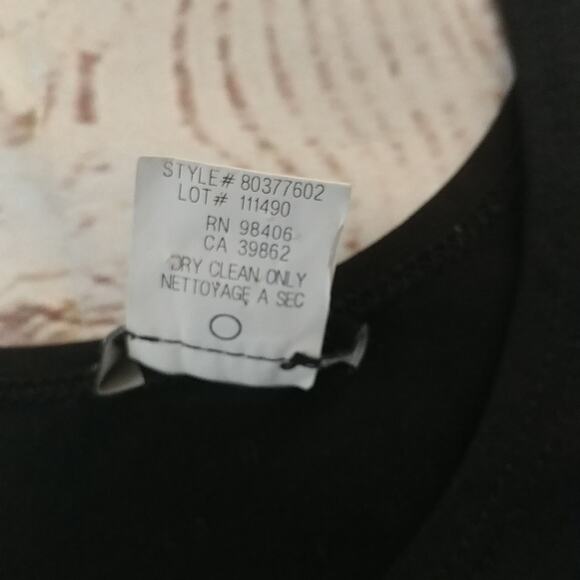 STYLE# 80377602
LOT# 111490
RN 98406
CA 39862
DRY CLEAN ONLY
NETTOYAGE A SEC